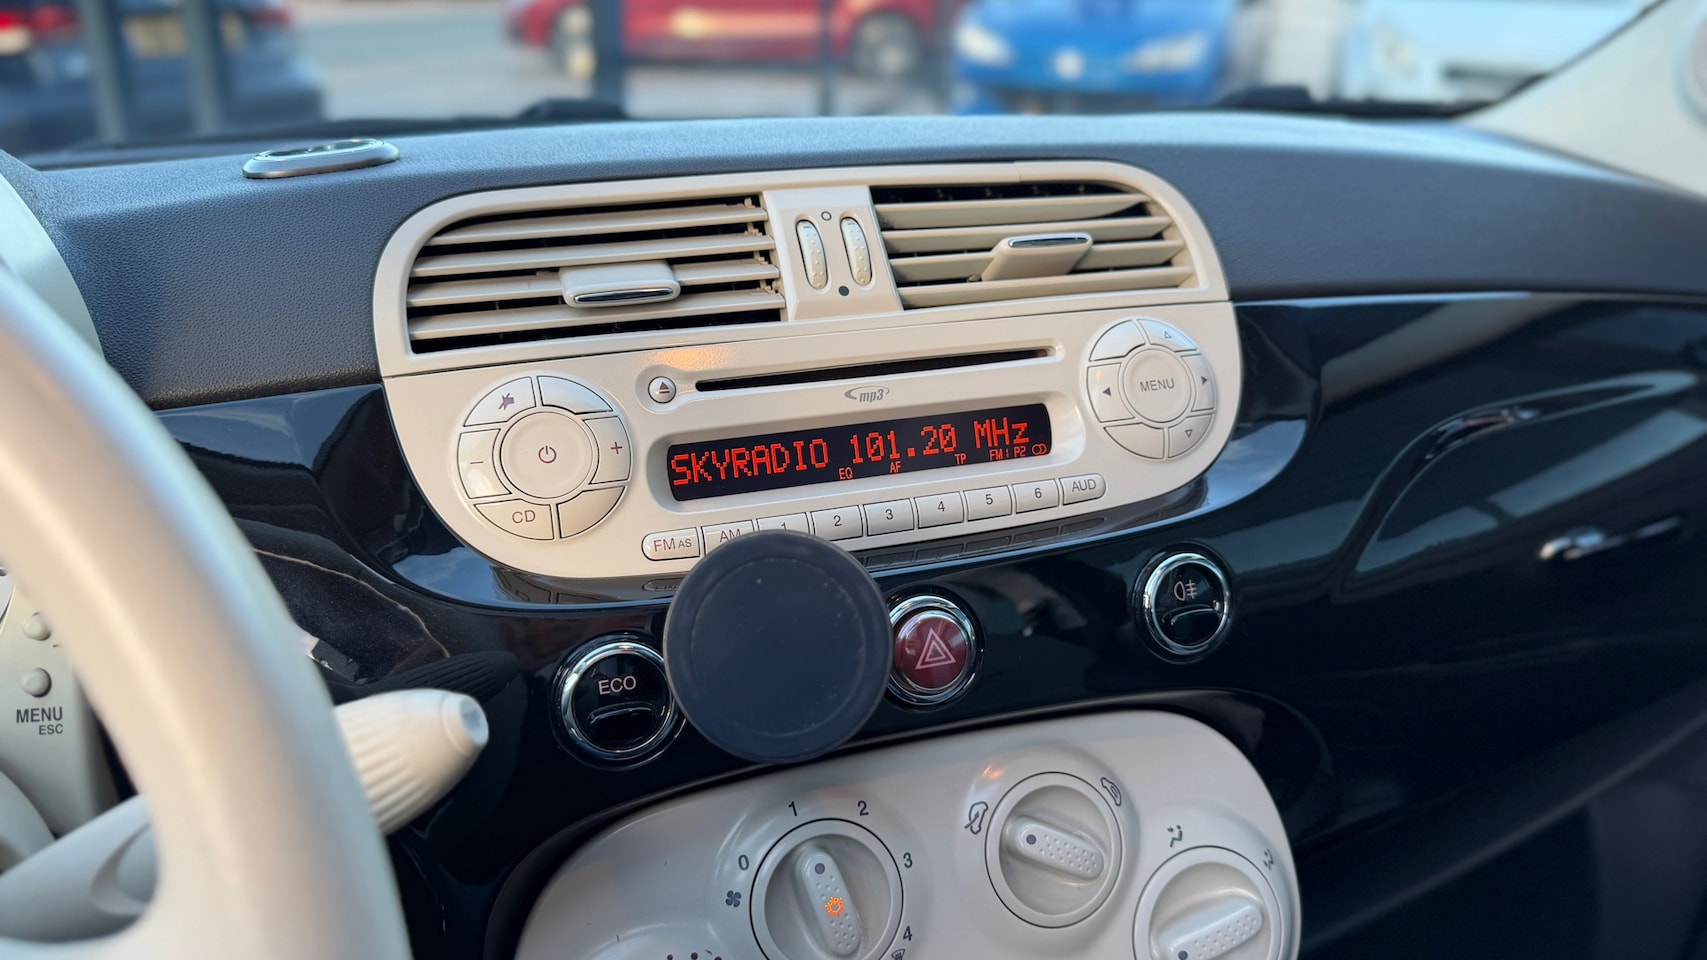 mp3
MENU
SKYRADIO 101.20 MHz
EQ AF TP FM1 P2
CD
FM AS AM 1 2 3 4 5 6 AUD
ECO
MENU
ESC
0 1 2 3 4